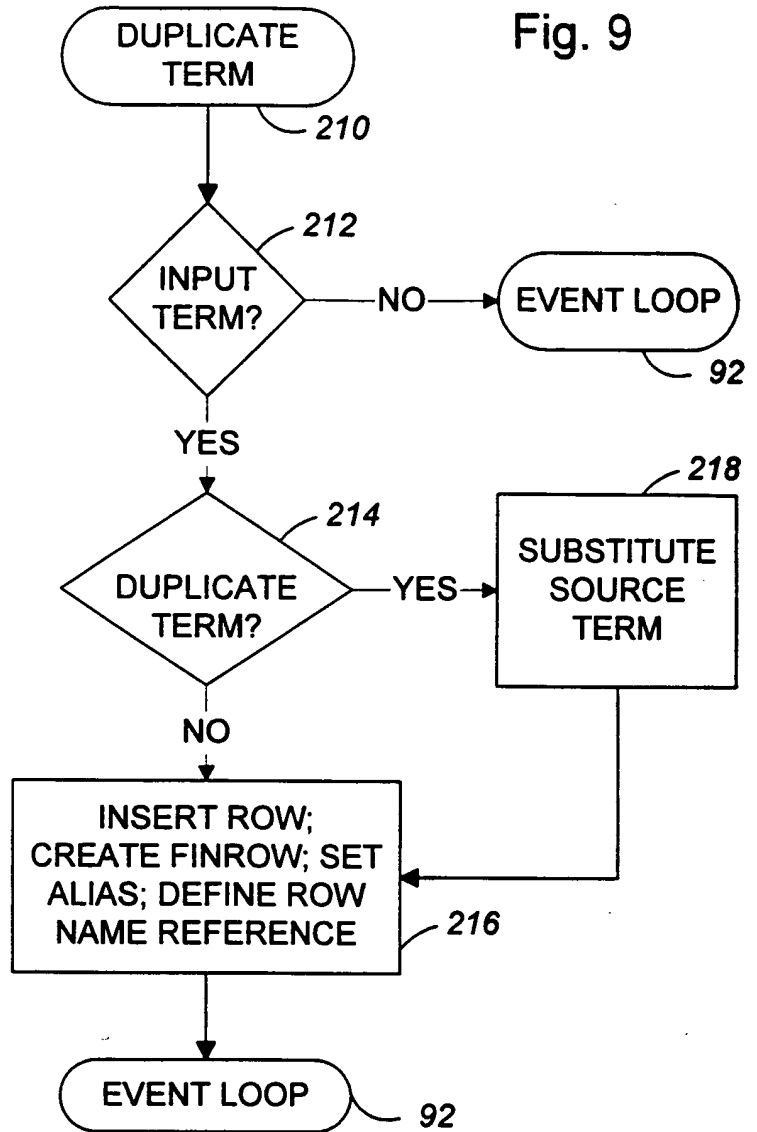 Fig. 9
DUPLICATE
TERM
210
212
INPUT
TERM?
NO
EVENT LOOP
92
YES
214
DUPLICATE
TERM?
YES
218
SUBSTITUTE
SOURCE
TERM
NO
INSERT ROW;
CREATE FINROW; SET
ALIAS; DEFINE ROW
NAME REFERENCE
216
EVENT LOOP
92